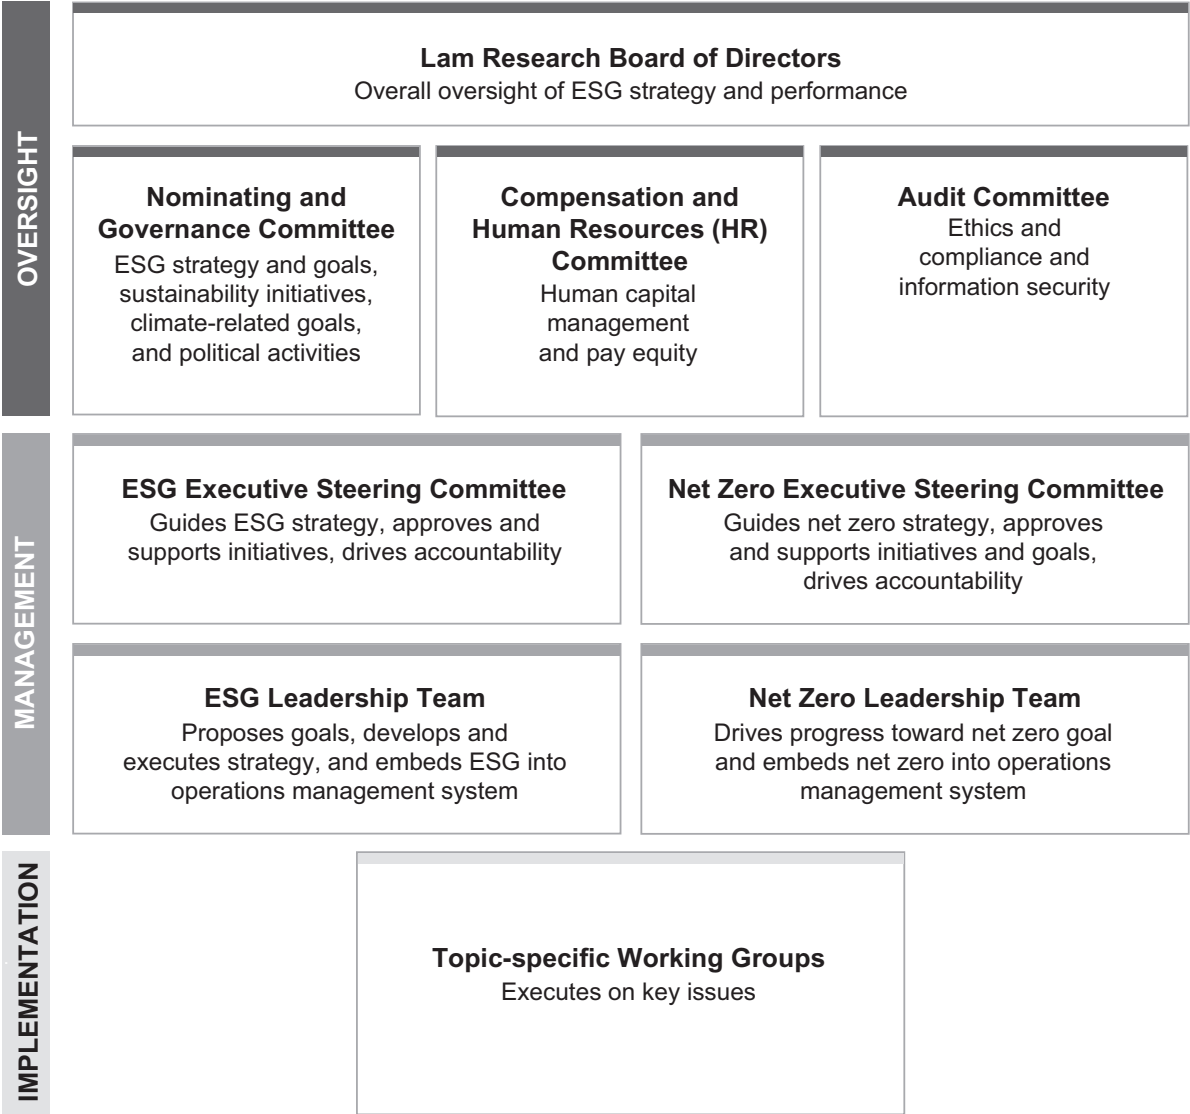 OVERSIGHT
Lam Research Board of Directors
Overall oversight of ESG strategy and performance
Nominating and
Governance Committee
ESG strategy and goals,
sustainability initiatives,
climate-related goals,
and political activities
Compensation and
Human Resources (HR)
Committee
Human capital
management
and pay equity
Audit Committee
Ethics and
compliance and
information security
MANAGEMENT
ESG Executive Steering Committee
Guides ESG strategy, approves and
supports initiatives, drives accountability
Net Zero Executive Steering Committee
Guides net zero strategy, approves
and supports initiatives and goals,
drives accountability
ESG Leadership Team
Proposes goals, develops and
executes strategy, and embeds ESG into
operations management system
Net Zero Leadership Team
Drives progress toward net zero goal
and embeds net zero into operations
management system
IMPLEMENTATION
Topic-specific Working Groups
Executes on key issues